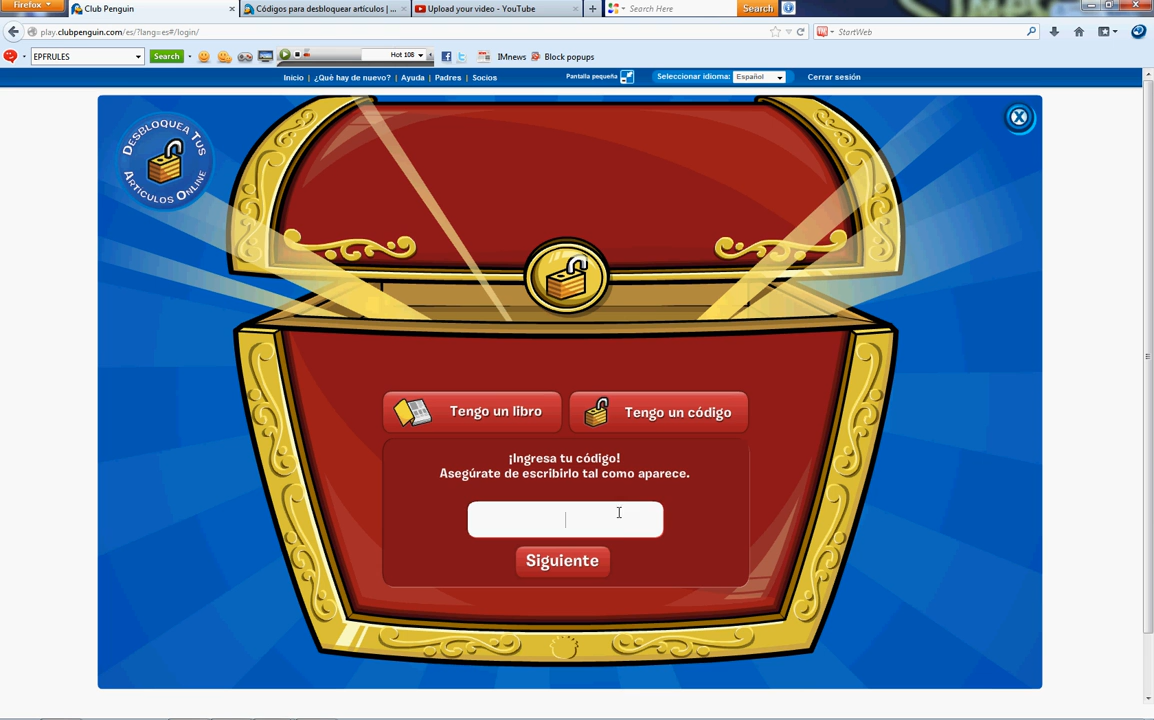 Firefox
Club Penguin
Códigos para desbloquear artículos | ...
Upload your video - YouTube
Search Here
Search
play.clubpenguin.com/es/?lang=es#/login/
StartWeb
EPFRULES
Search
Hot 108
IMnews
Block popups
Inicio | ¿Qué hay de nuevo? | Ayuda | Padres | Socios
Pantalla pequeña
Seleccionar idioma:
Español
Cerrar sesión
DESBLOQUEA TUS
ARTICULOS ONLINE
X
Tengo un libro
Tengo un código
¡Ingresa tu código!
Asegúrate de escribirlo tal como aparece.
Siguiente